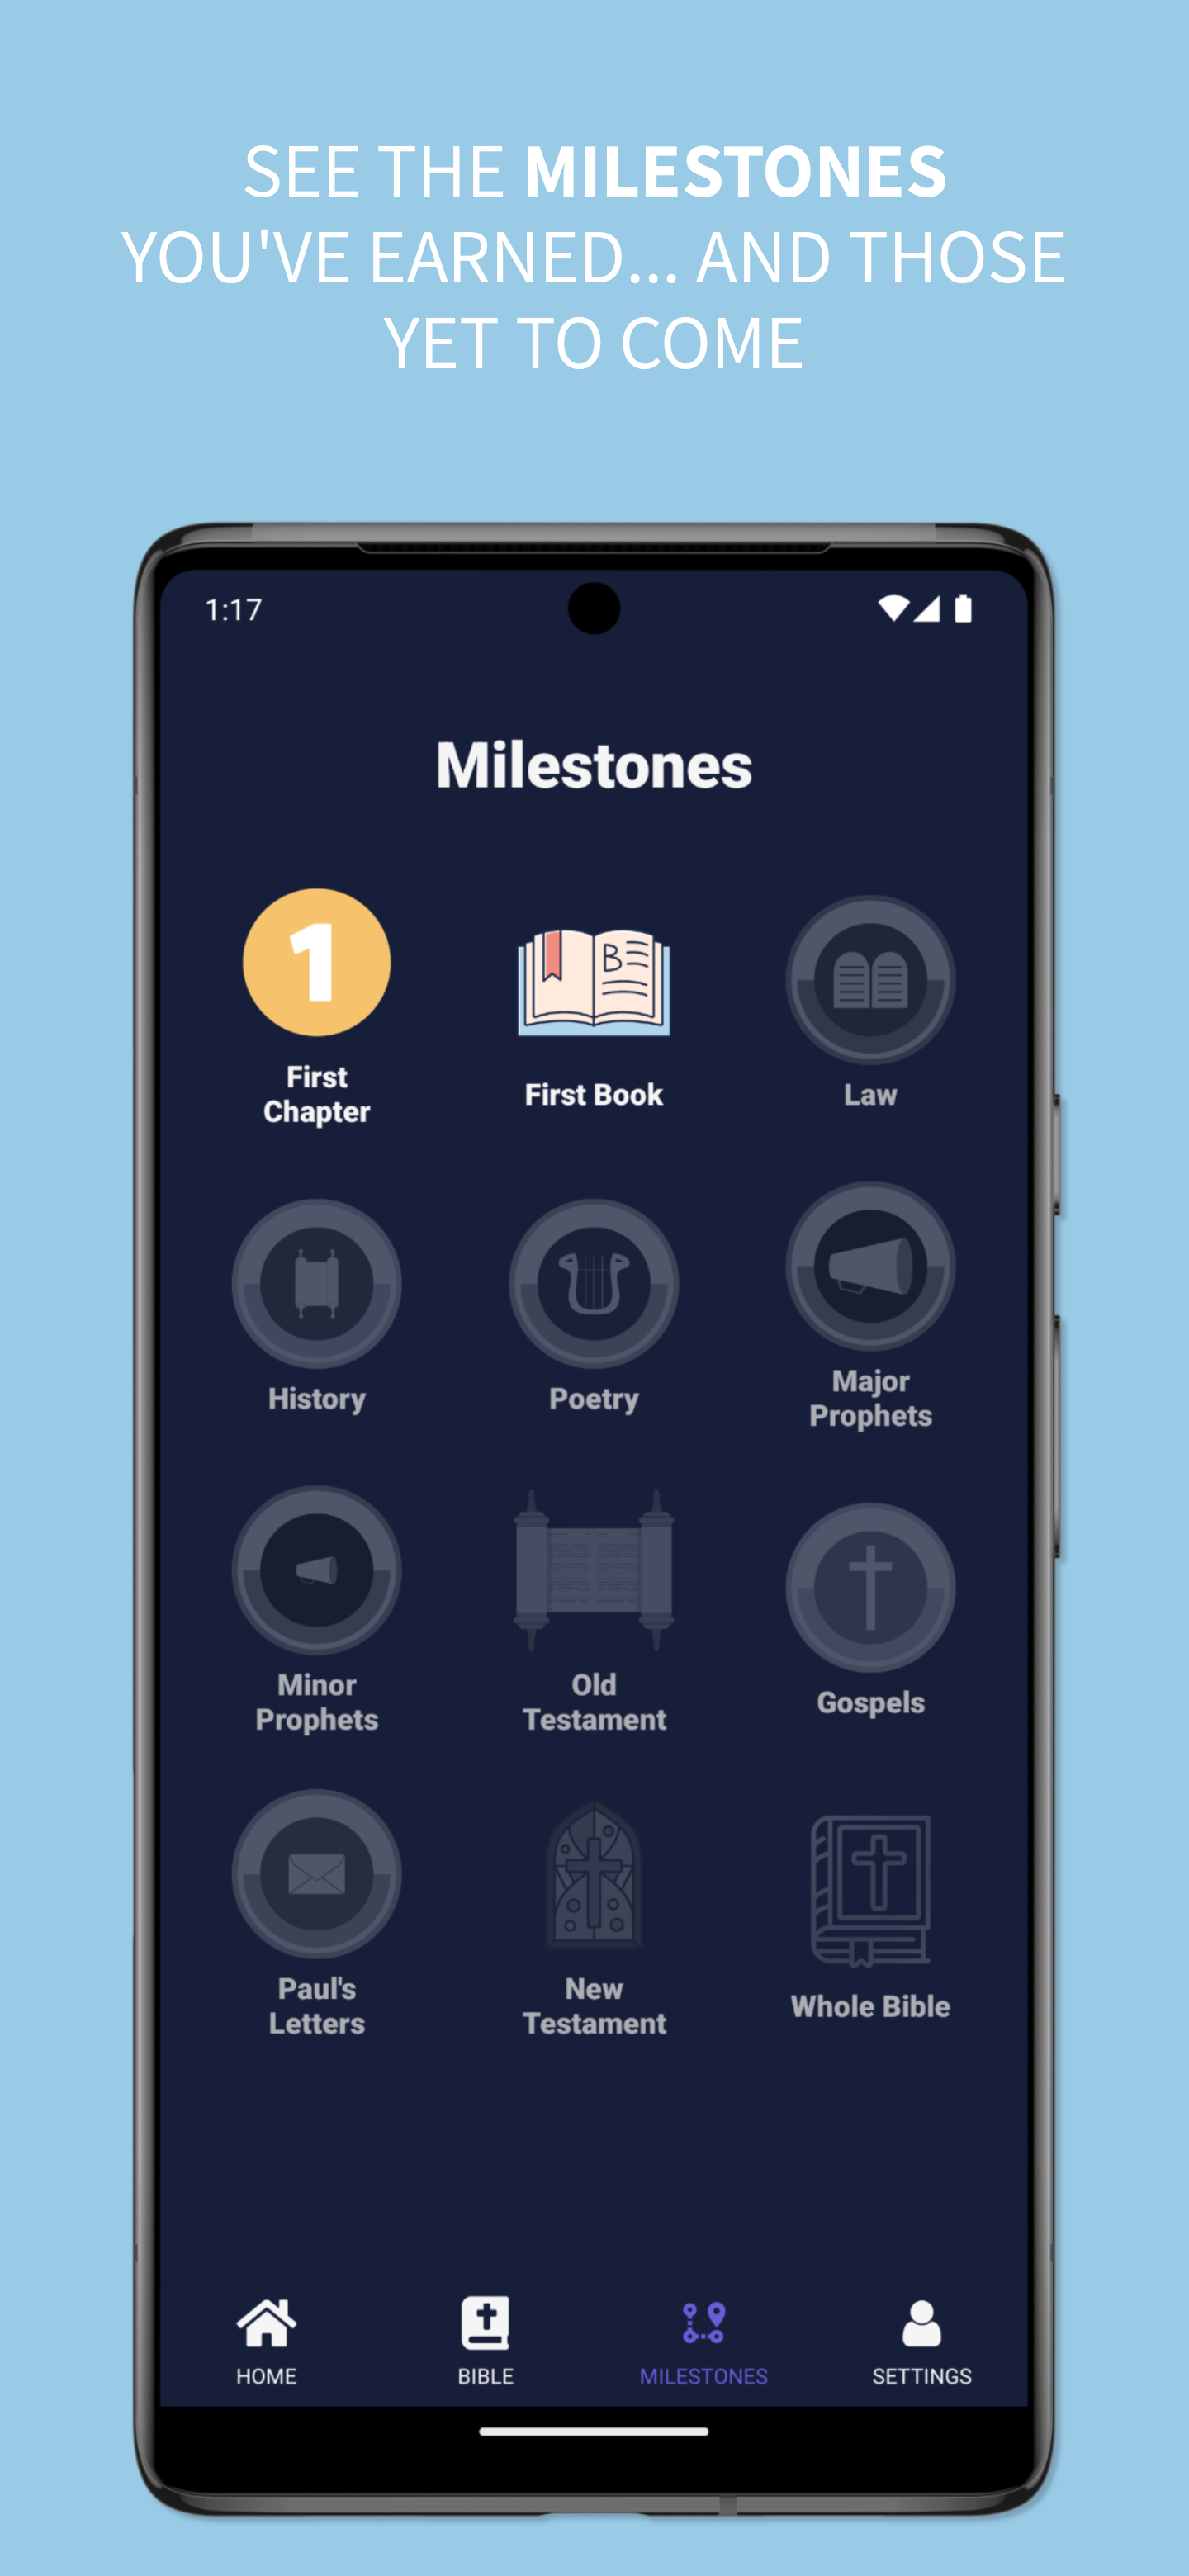 SEE THE MILESTONES
YOU'VE EARNED... AND THOSE
YET TO COME
1:17
Milestones
1
First
Chapter
B
First Book
Law
History
Poetry
Major
Prophets
Minor
Prophets
Old
Testament
Gospels
Paul's
Letters
New
Testament
Whole Bible
HOME
BIBLE
MILESTONES
SETTINGS